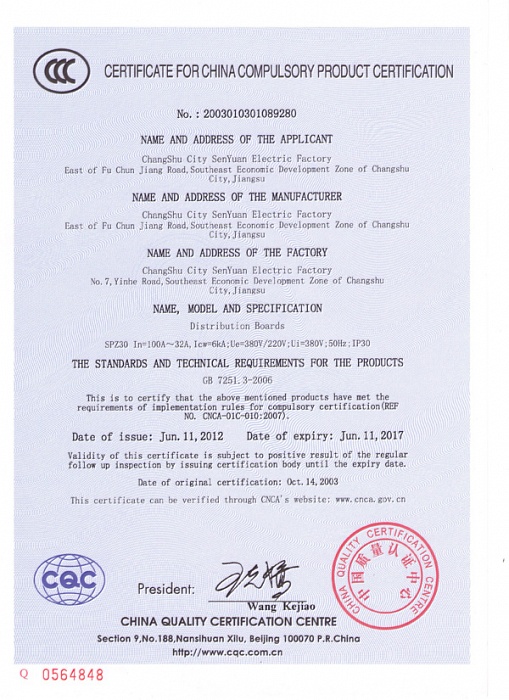 CCC
CERTIFICATE FOR CHINA COMPULSORY PRODUCT CERTIFICATION
No. : 2003010301089280
NAME AND ADDRESS OF THE APPLICANT
ChangShu City SenYuan Electric Factory
East of Fu Chun Jiang Road, Southeast Economic Development Zone of Changshu
City, Jiangsu
NAME AND ADDRESS OF THE MANUFACTURER
ChangShu City SenYuan Electric Factory
East of Fu Chun Jiang Road, Southeast Economic Development Zone of Changshu
City, Jiangsu
NAME AND ADDRESS OF THE FACTORY
ChangShu City SenYuan Electric Factory
No. 7, Yinhe Road, Southeast Economic Development Zone of Changshu
City, Jiangsu
NAME, MODEL AND SPECIFICATION
Distribution Boards
SPZ30 In=100A~32A, Icw=6kA;Ue=380V/220V;Ui=380V;50Hz;IP30
THE STANDARDS AND TECHNICAL REQUIREMENTS FOR THE PRODUCTS
GB 7251.3-2006
This is to certify that the above mentioned products have met the
requirements of implementation rules for compulsory certification(REF
NO. CNCA-01C-010:2007).
Date of issue: Jun. 11, 2012 Date of expiry: Jun. 11, 2017
Validity of this certificate is subject to positive result of the regular
follow up inspection by issuing certification body until the expiry date.
Date of original certification: Oct. 14, 2003
This certificate can be verified through CNCA's website: www.cnca.gov.cn
CHINA QUALITY CERTIFICATION CENTRE
中国质量认证中心
CQC
President:
Wang Kejiao
CHINA QUALITY CERTIFICATION CENTRE
Section 9, No.188, Nansihuan Xilu, Beijing 100070 P.R.China
http://www.cqc.com.cn
Q 0564848